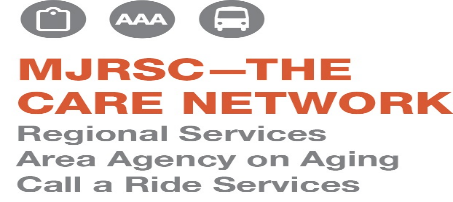 AAA
MJRSC—THE
CARE NETWORK
Regional Services
Area Agency on Aging
Call a Ride Services